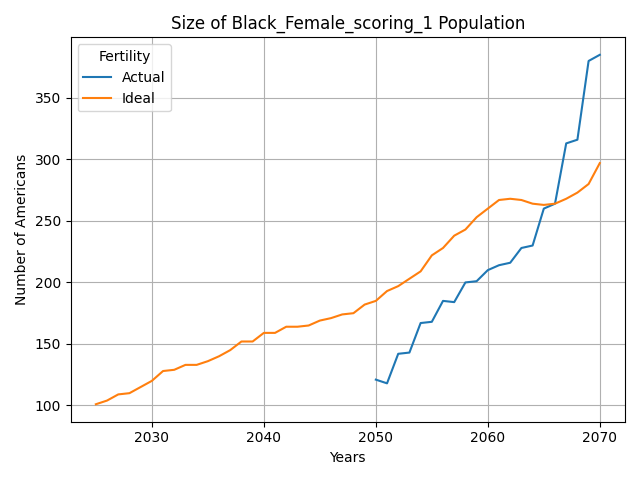 Size of Black_Female_scoring_1 Population
Fertility
Actual
Ideal
Number of Americans
350
300
250
200
150
100
2030 2040 2050 2060 2070
Years